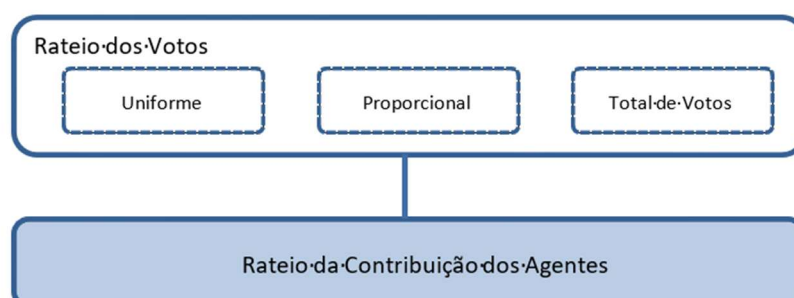 Rateio·dos·Votos
Uniforme
Proporcional
Total·de·Votos
Rateio·da·Contribuição·dos·Agentes